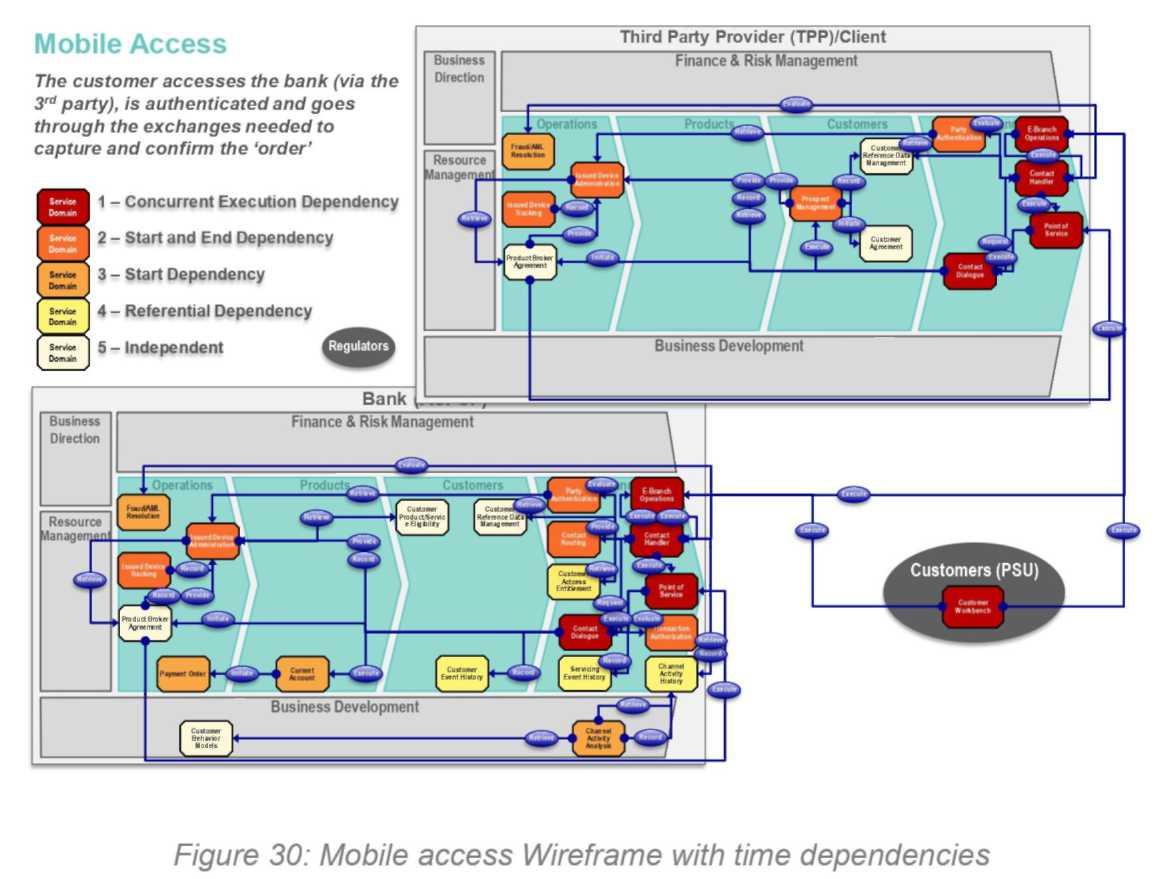 Mobile Access
The customer accesses the bank (via the
3rd party), is authenticated and goes
through the exchanges needed to
capture and confirm the 'order'
Service
Domain
1 – Concurrent Execution Dependency
Service
Domain
2 – Start and End Dependency
Service
Domain
3 – Start Dependency
Service
Domain
4 – Referential Dependency
Service
Domain
5 – Independent
Regulators
Third Party Provider (TPP)/Client
Business
Direction
Finance & Risk Management
Evaluate
Operations
Products
Customers
Retrieve
Fraud/AML
Resolution
Party
Authentication
Evaluate
E-Branch
Operations
Retrieve
Customer
Reference Data
Management
Execute
Resource
Management
Issued Device
Administration
Provide
Provide
Record
Contact
Handler
Issued Device
Tracking
Record
Record
Retrieve
Prospect
Management
Execute
Retrieve
Provide
Initiate
Point of
Service
Product Broker
Agreement
Initiate
Execute
Customer
Agreement
Request
Execute
Contact
Dialogue
Execute
Business Development
Bank
Business
Direction
Finance & Risk Management
Evaluate
Operations
Products
Customers
Retrieve
Fraud/AML
Resolution
Retrieve
Customer
Product/Servic
e Eligibility
Customer
Reference Data
Management
Retrieve
Party
Authentication
Evaluate
E-Branch
Operations
Execute
Resource
Management
Issued Device
Administration
Provide
Record
Contact
Routing
Provide
Execute
Execute
Contact
Handler
Issued Device
Tracking
Record
Retrieve
Retrieve
Execute
Customer
Access
Entitlement
Record
Provide
Request
Point of
Service
Product Broker
Agreement
Initiate
Contact
Dialogue
Execute
Evaluate
Transaction
Authorization
Retrieve
Record
Payment Order
Initiate
Current
Account
Execute
Customer
Event History
Record
Servicing
Event History
Record
Channel
Activity
History
Execute
Business Development
Retrieve
Customer
Behavior
Models
Retrieve
Channel
Activity
Analysis
Record
Execute
Execute
Customers (PSU)
Customer
Workbench
Figure 30: Mobile access Wireframe with time dependencies